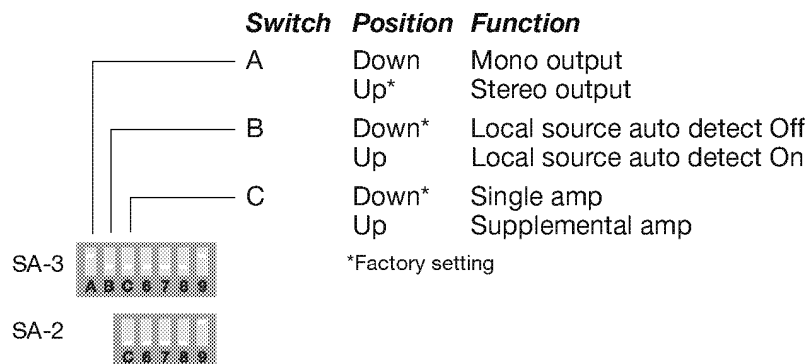 Switch Position Function
A Down Mono output
Up* Stereo output
B Down* Local source auto detect Off
Up Local source auto detect On
C Down* Single amp
Up Supplemental amp
*Factory setting
SA-3
A B C 6 7 8 9
SA-2
C 6 7 8 9